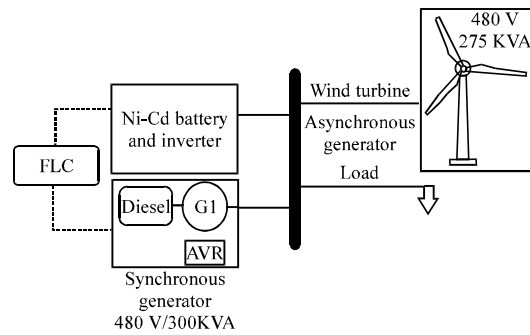 480 V
275 KVA
Wind turbine
Asynchronous
generator
Load
Ni-Cd battery
and inverter
FLC
Diesel
G1
AVR
Synchronous
generator
480 V/300KVA